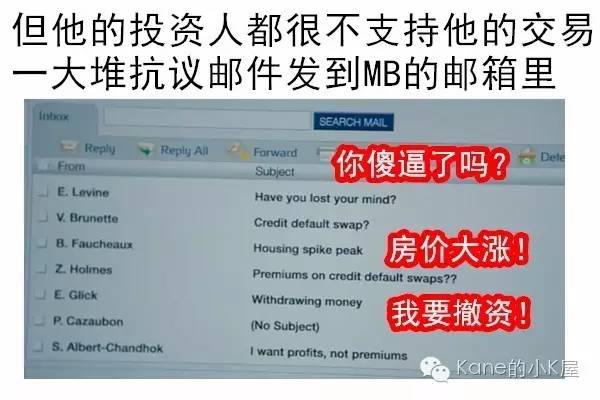 但他的投资人都很不支持他的交易
一大堆抗议邮件发到MB的邮箱里
Inbox
SEARCH MAIL
Reply
Reply All
Forward
Dele
你傻逼了吗?
From
Subject
E. Levine
Have you lost your mind?
V. Brunette
Credit default swap?
B. Faucheaux
Housing spike peak
房价大涨!
Z. Holmes
Premiums on credit default swaps??
E. Glick
Withdrawing money
我要撤资!
P. Cazaubon
(No Subject)
S. Albert-Chandhok
I want profits, not premiums
Kane的小K屋